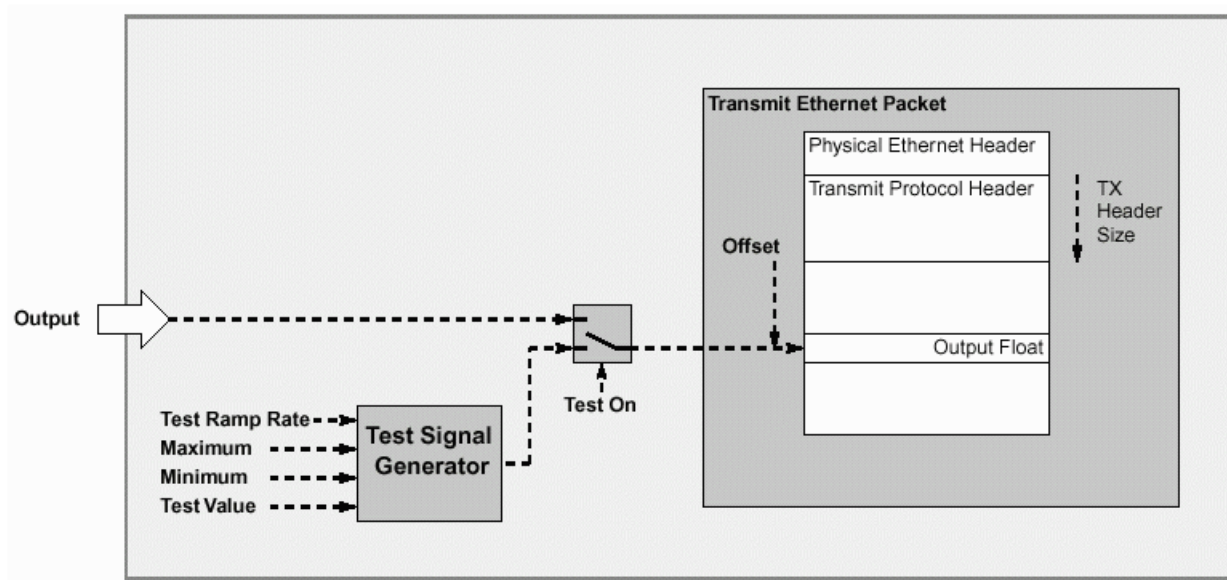 Transmit Ethernet Packet
Physical Ethernet Header
Transmit Protocol Header
TX
Header
Size
Offset
Output
Output Float
Test On
Test Ramp Rate
Maximum
Minimum
Test Value
Test Signal
Generator